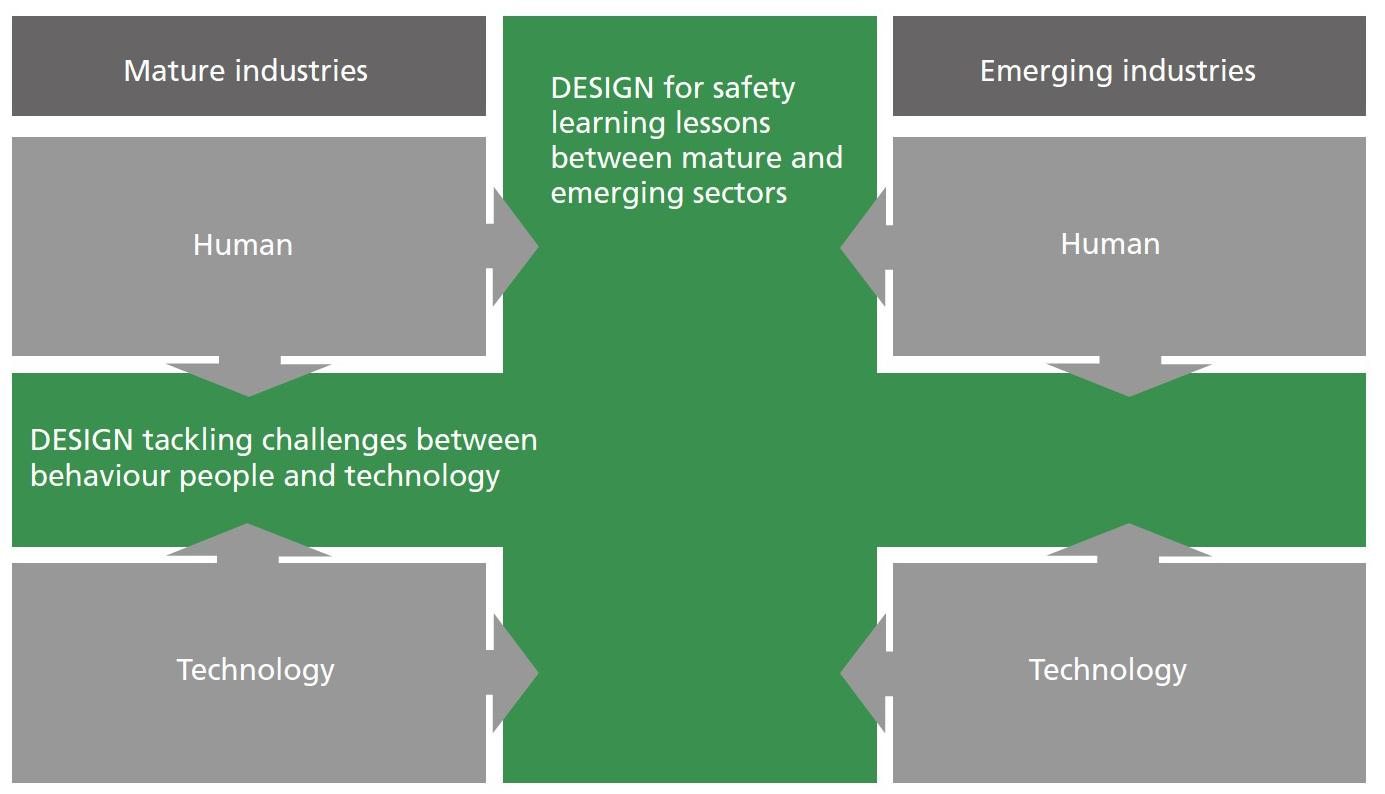 Mature industries
DESIGN for safety
learning lessons
between mature and
emerging sectors
Emerging industries
Human
Human
DESIGN tackling challenges between
behaviour people and technology
Technology
Technology